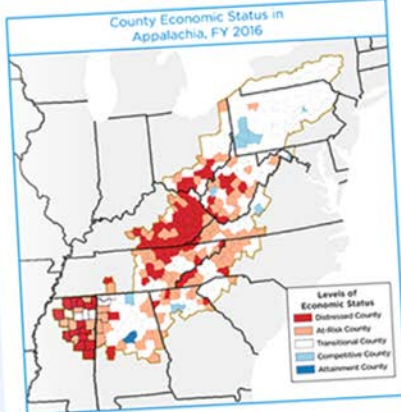 County Economic Status in
Appalachia, FY 2016
Levels of
Economic Status
Distressed County
At-Risk County
Transitional County
Competitive County
Attainment County